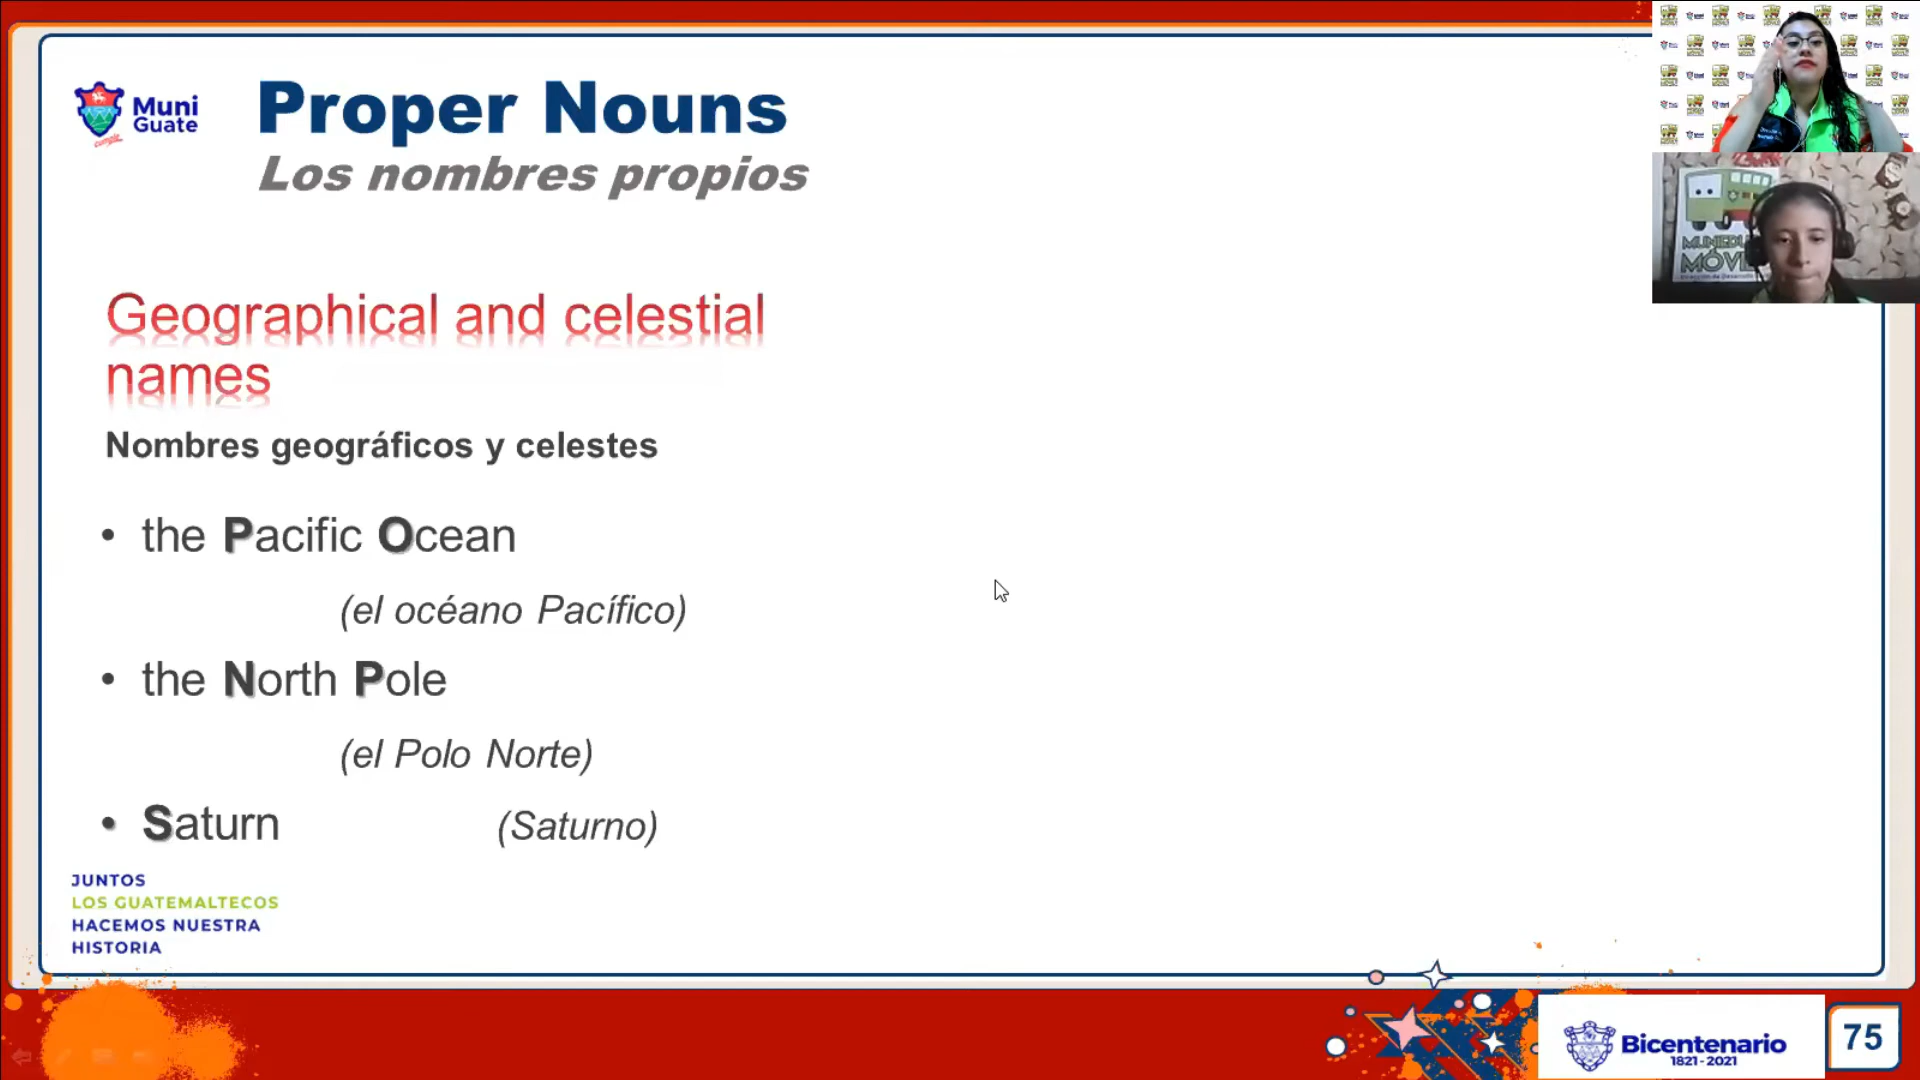 Muni
Guate
Proper Nouns
Los nombres propios
Geographical and celestial
names
Nombres geográficos y celestes
• the Pacific Ocean
(el océano Pacífico)
• the North Pole
(el Polo Norte)
• Saturn (Saturno)
JUNTOS
LOS GUATEMALTECOS
HACEMOS NUESTRA
HISTORIA
Bicentenario
1821-2021
75